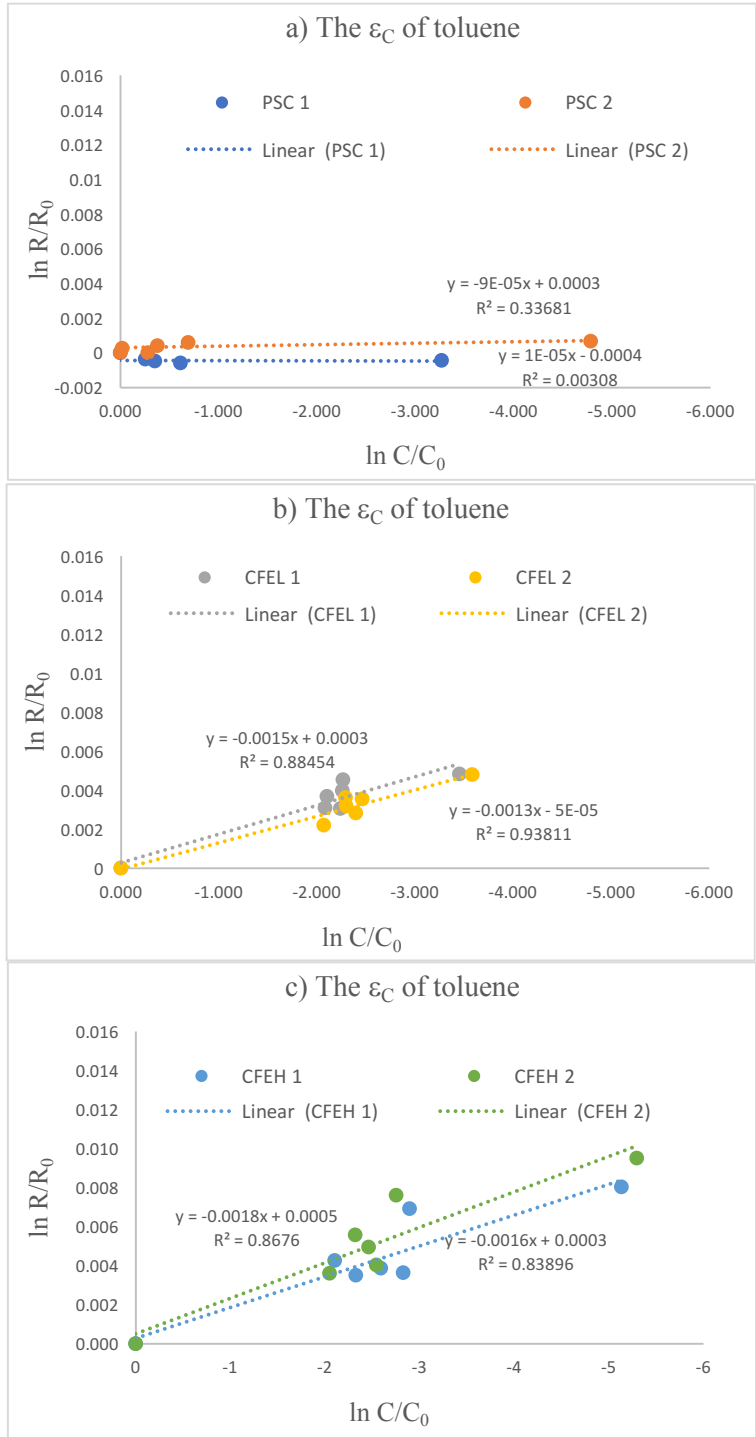 a) The εC of toluene
0.016
0.014
0.012
0.01
0.008
0.006
0.004
0.002
0
-0.002
PSC 1
PSC 2
Linear (PSC 1)
Linear (PSC 2)
y = -9E-05x + 0.0003
R² = 0.33681
y = 1E-05x - 0.0004
R² = 0.00308
0.000 -1.000 -2.000 -3.000 -4.000 -5.000 -6.000
ln R/R0
ln C/C0
b) The εC of toluene
0.016
0.014
0.012
0.01
0.008
0.006
0.004
0.002
0
CFEL 1
CFEL 2
Linear (CFEL 1)
Linear (CFEL 2)
y = -0.0015x + 0.0003
R² = 0.88454
y = -0.0013x - 5E-05
R² = 0.93811
0.000 -1.000 -2.000 -3.000 -4.000 -5.000 -6.000
ln R/R0
ln C/C0
c) The εC of toluene
0.016
0.014
0.012
0.010
0.008
0.006
0.004
0.002
0.000
CFEH 1
CFEH 2
Linear (CFEH 1)
Linear (CFEH 2)
y = -0.0018x + 0.0005
R² = 0.8676
y = -0.0016x + 0.0003
R² = 0.83896
0 -1 -2 -3 -4 -5 -6
ln R/R0
ln C/C0